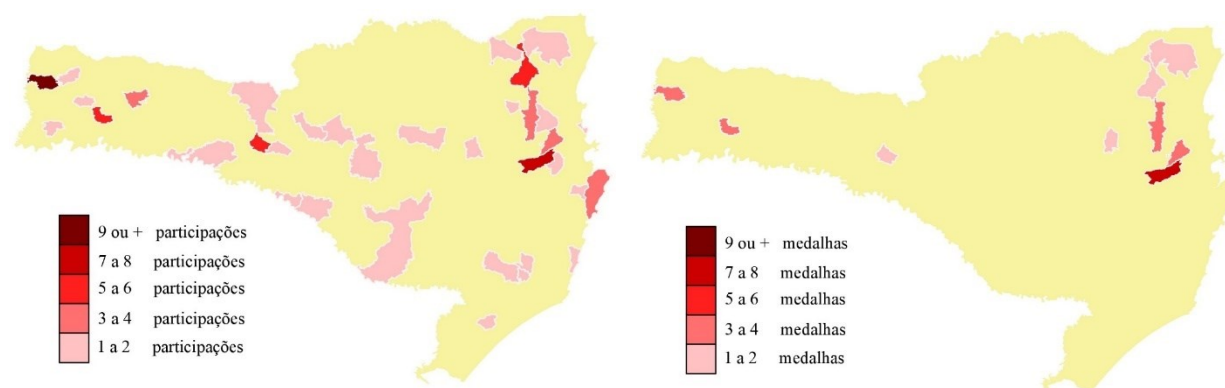 9 ou + participações
7 a 8 participações
5 a 6 participações
3 a 4 participações
1 a 2 participações
9 ou + medalhas
7 a 8 medalhas
5 a 6 medalhas
3 a 4 medalhas
1 a 2 medalhas